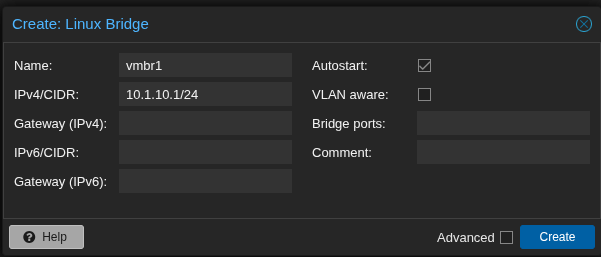 Create: Linux Bridge
Name: vmbr1 Autostart:
IPv4/CIDR: 10.1.10.1/24 VLAN aware:
Gateway (IPv4): Bridge ports:
IPv6/CIDR: Comment:
Gateway (IPv6):
Help Advanced Create